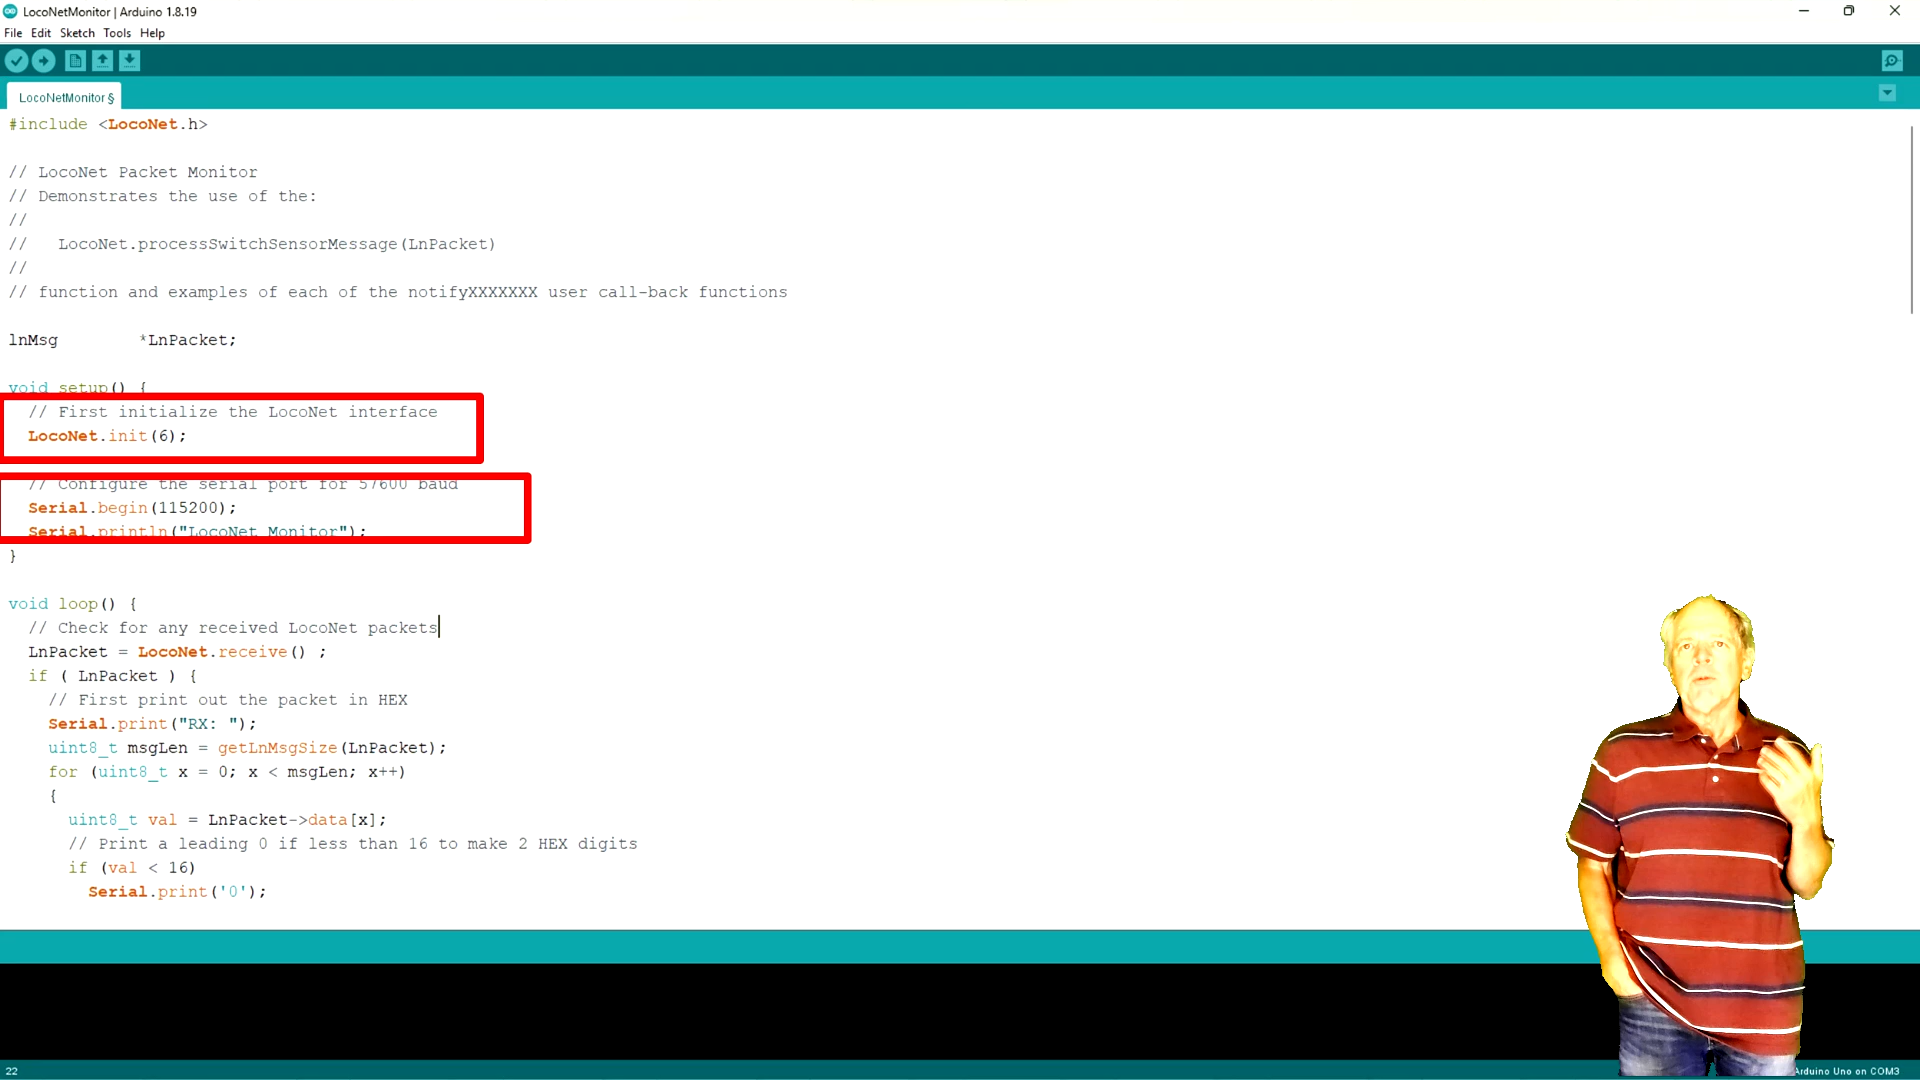 LocoNetMonitor | Arduino 1.8.19
File Edit Sketch Tools Help
LocoNetMonitor §
#include <LocoNet.h>
// LocoNet Packet Monitor
// Demonstrates the use of the:
//
//   LocoNet.processSwitchSensorMessage(LnPacket)
//
// function and examples of each of the notifyXXXXXXX user call-back functions
lnMsg        *LnPacket;
void setup() {
  // First initialize the LocoNet interface
  LocoNet.init(6);
  // Configure the serial port for 57600 baud
  Serial.begin(115200);
  Serial.println("LocoNet Monitor");
}
void loop() {
  // Check for any received LocoNet packets
  LnPacket = LocoNet.receive() ;
  if ( LnPacket ) {
    // First print out the packet in HEX
    Serial.print("RX: ");
    uint8_t msgLen = getLnMsgSize(LnPacket);
    for (uint8_t x = 0; x < msgLen; x++)
    {
      uint8_t val = LnPacket->data[x];
      // Print a leading 0 if less than 16 to make 2 HEX digits
      if (val < 16)
        Serial.print('0');
22
Arduino Uno on COM3